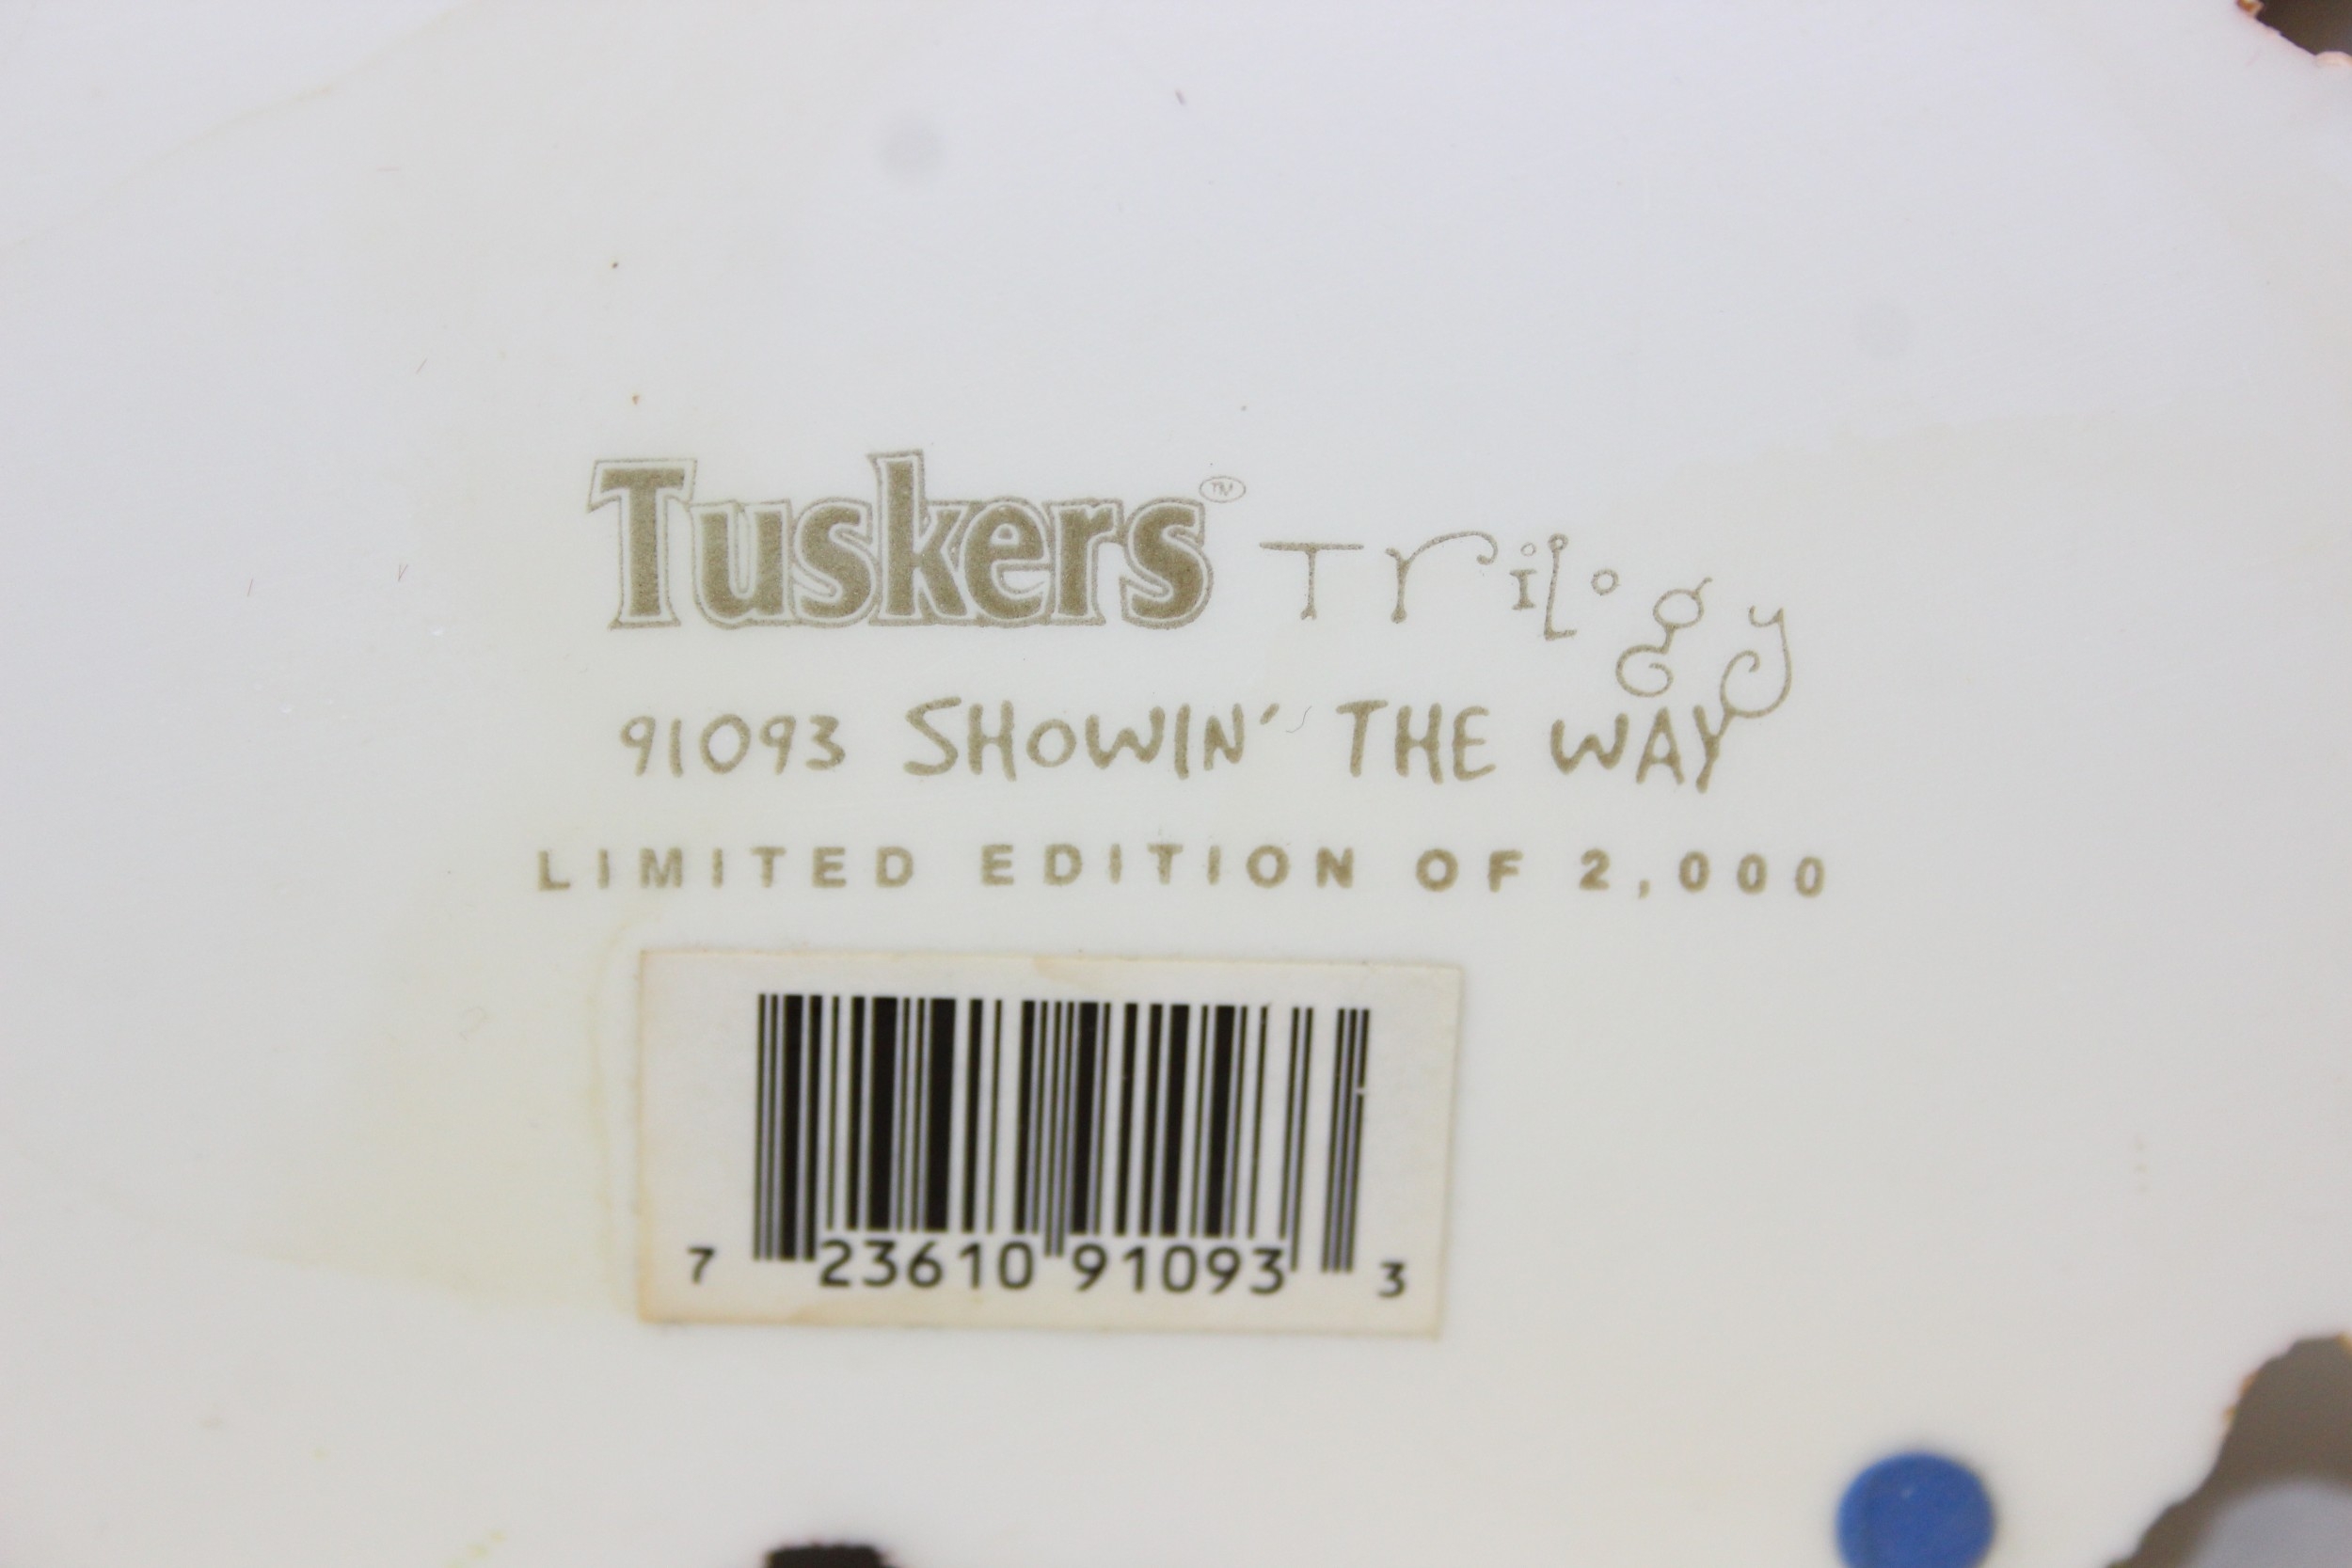 Tuskers™ Trilogy
91093 SHOWIN' THE WAY
LIMITED EDITION OF 2,000
7 23610 91093 3